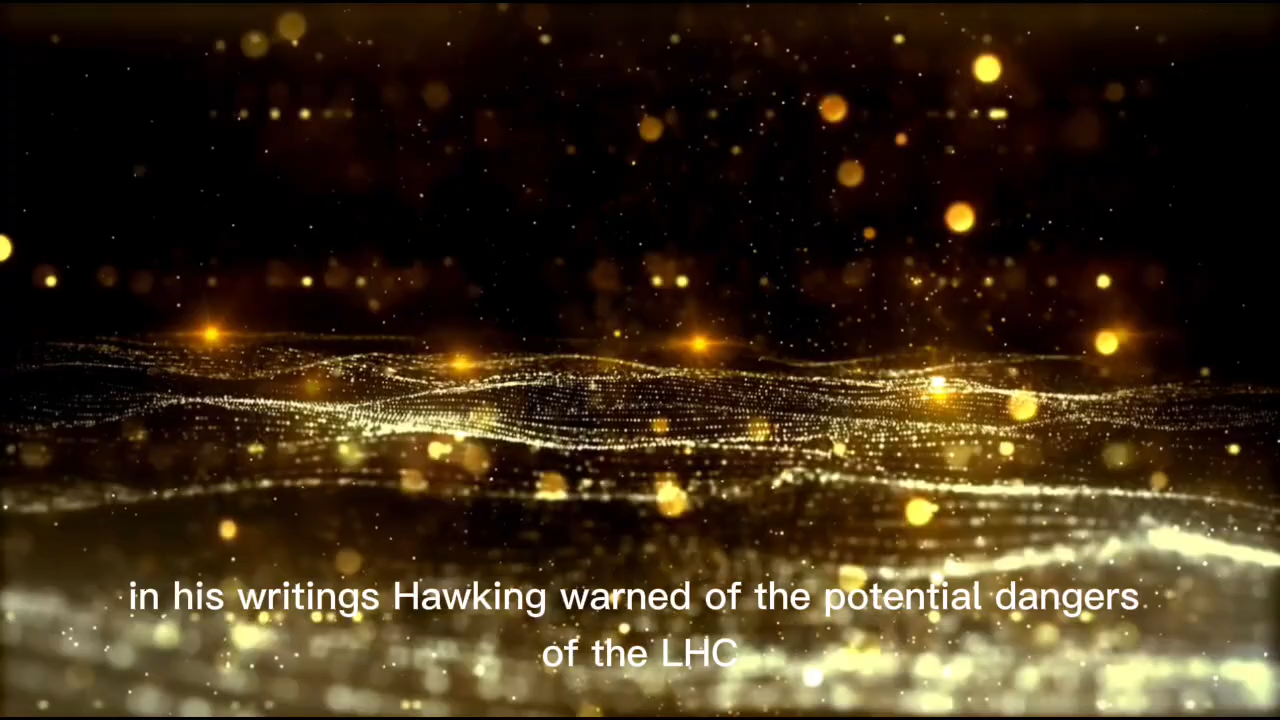 in his writings Hawking warned of the potential dangers
of the LHC